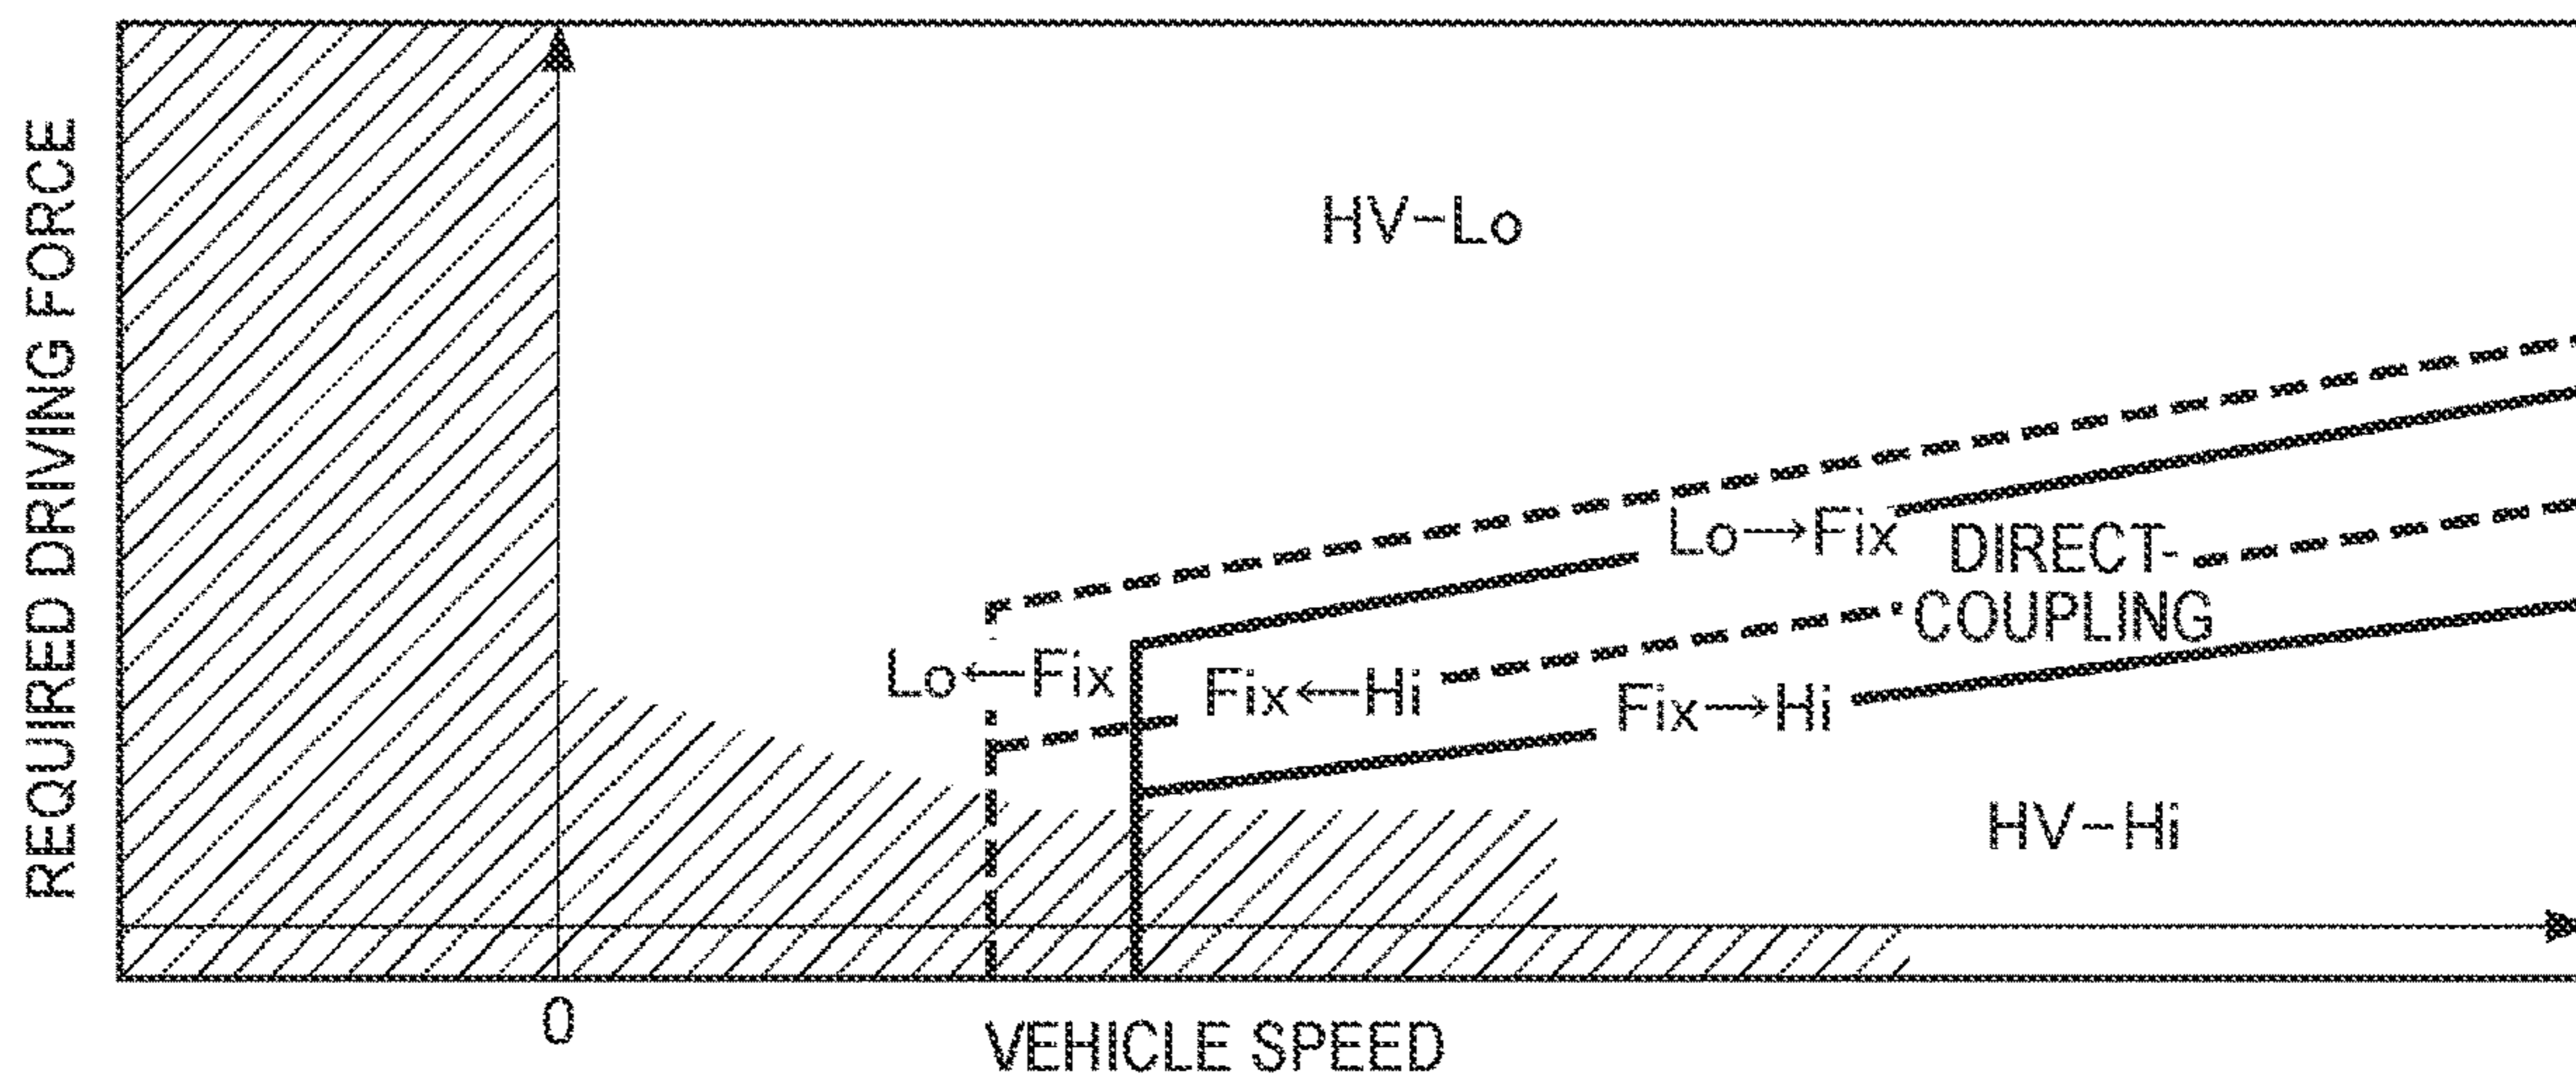 REQUIRED DRIVING FORCE
HV-Lo
Lo→Fix
DIRECT-
COUPLING
Lo←Fix
Fix←Hi
Fix→Hi
HV-Hi
0
VEHICLE SPEED